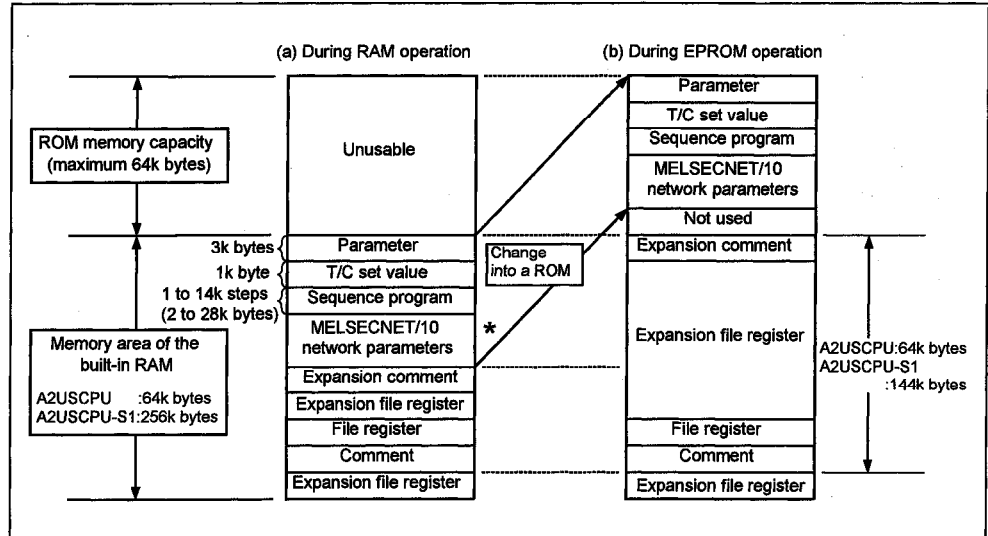 (a) During RAM operation
(b) During EPROM operation
ROM memory capacity
(maximum 64k bytes)
Unusable
Parameter
T/C set value
Sequence program
MELSECNET/10
network parameters
Not used
3k bytes
Parameter
Change
into a ROM
Expansion comment
1k byte
T/C set value
1 to 14k steps
(2 to 28k bytes)
Sequence program
MELSECNET/10
network parameters
*
Expansion file register
Memory area of the
built-in RAM
A2USCPU :64k bytes
A2USCPU-S1:256k bytes
Expansion comment
Expansion file register
File register
Comment
Expansion file register
A2USCPU:64k bytes
A2USCPU-S1
:144k bytes
File register
Comment
Expansion file register